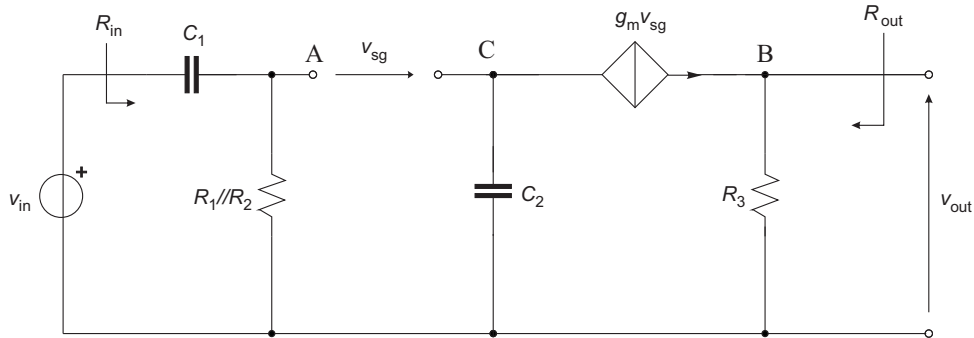 R_in
C_1
A
v_sg
C
g_m v_sg
B
R_out
+
v_in
R_1//R_2
C_2
R_3
v_out